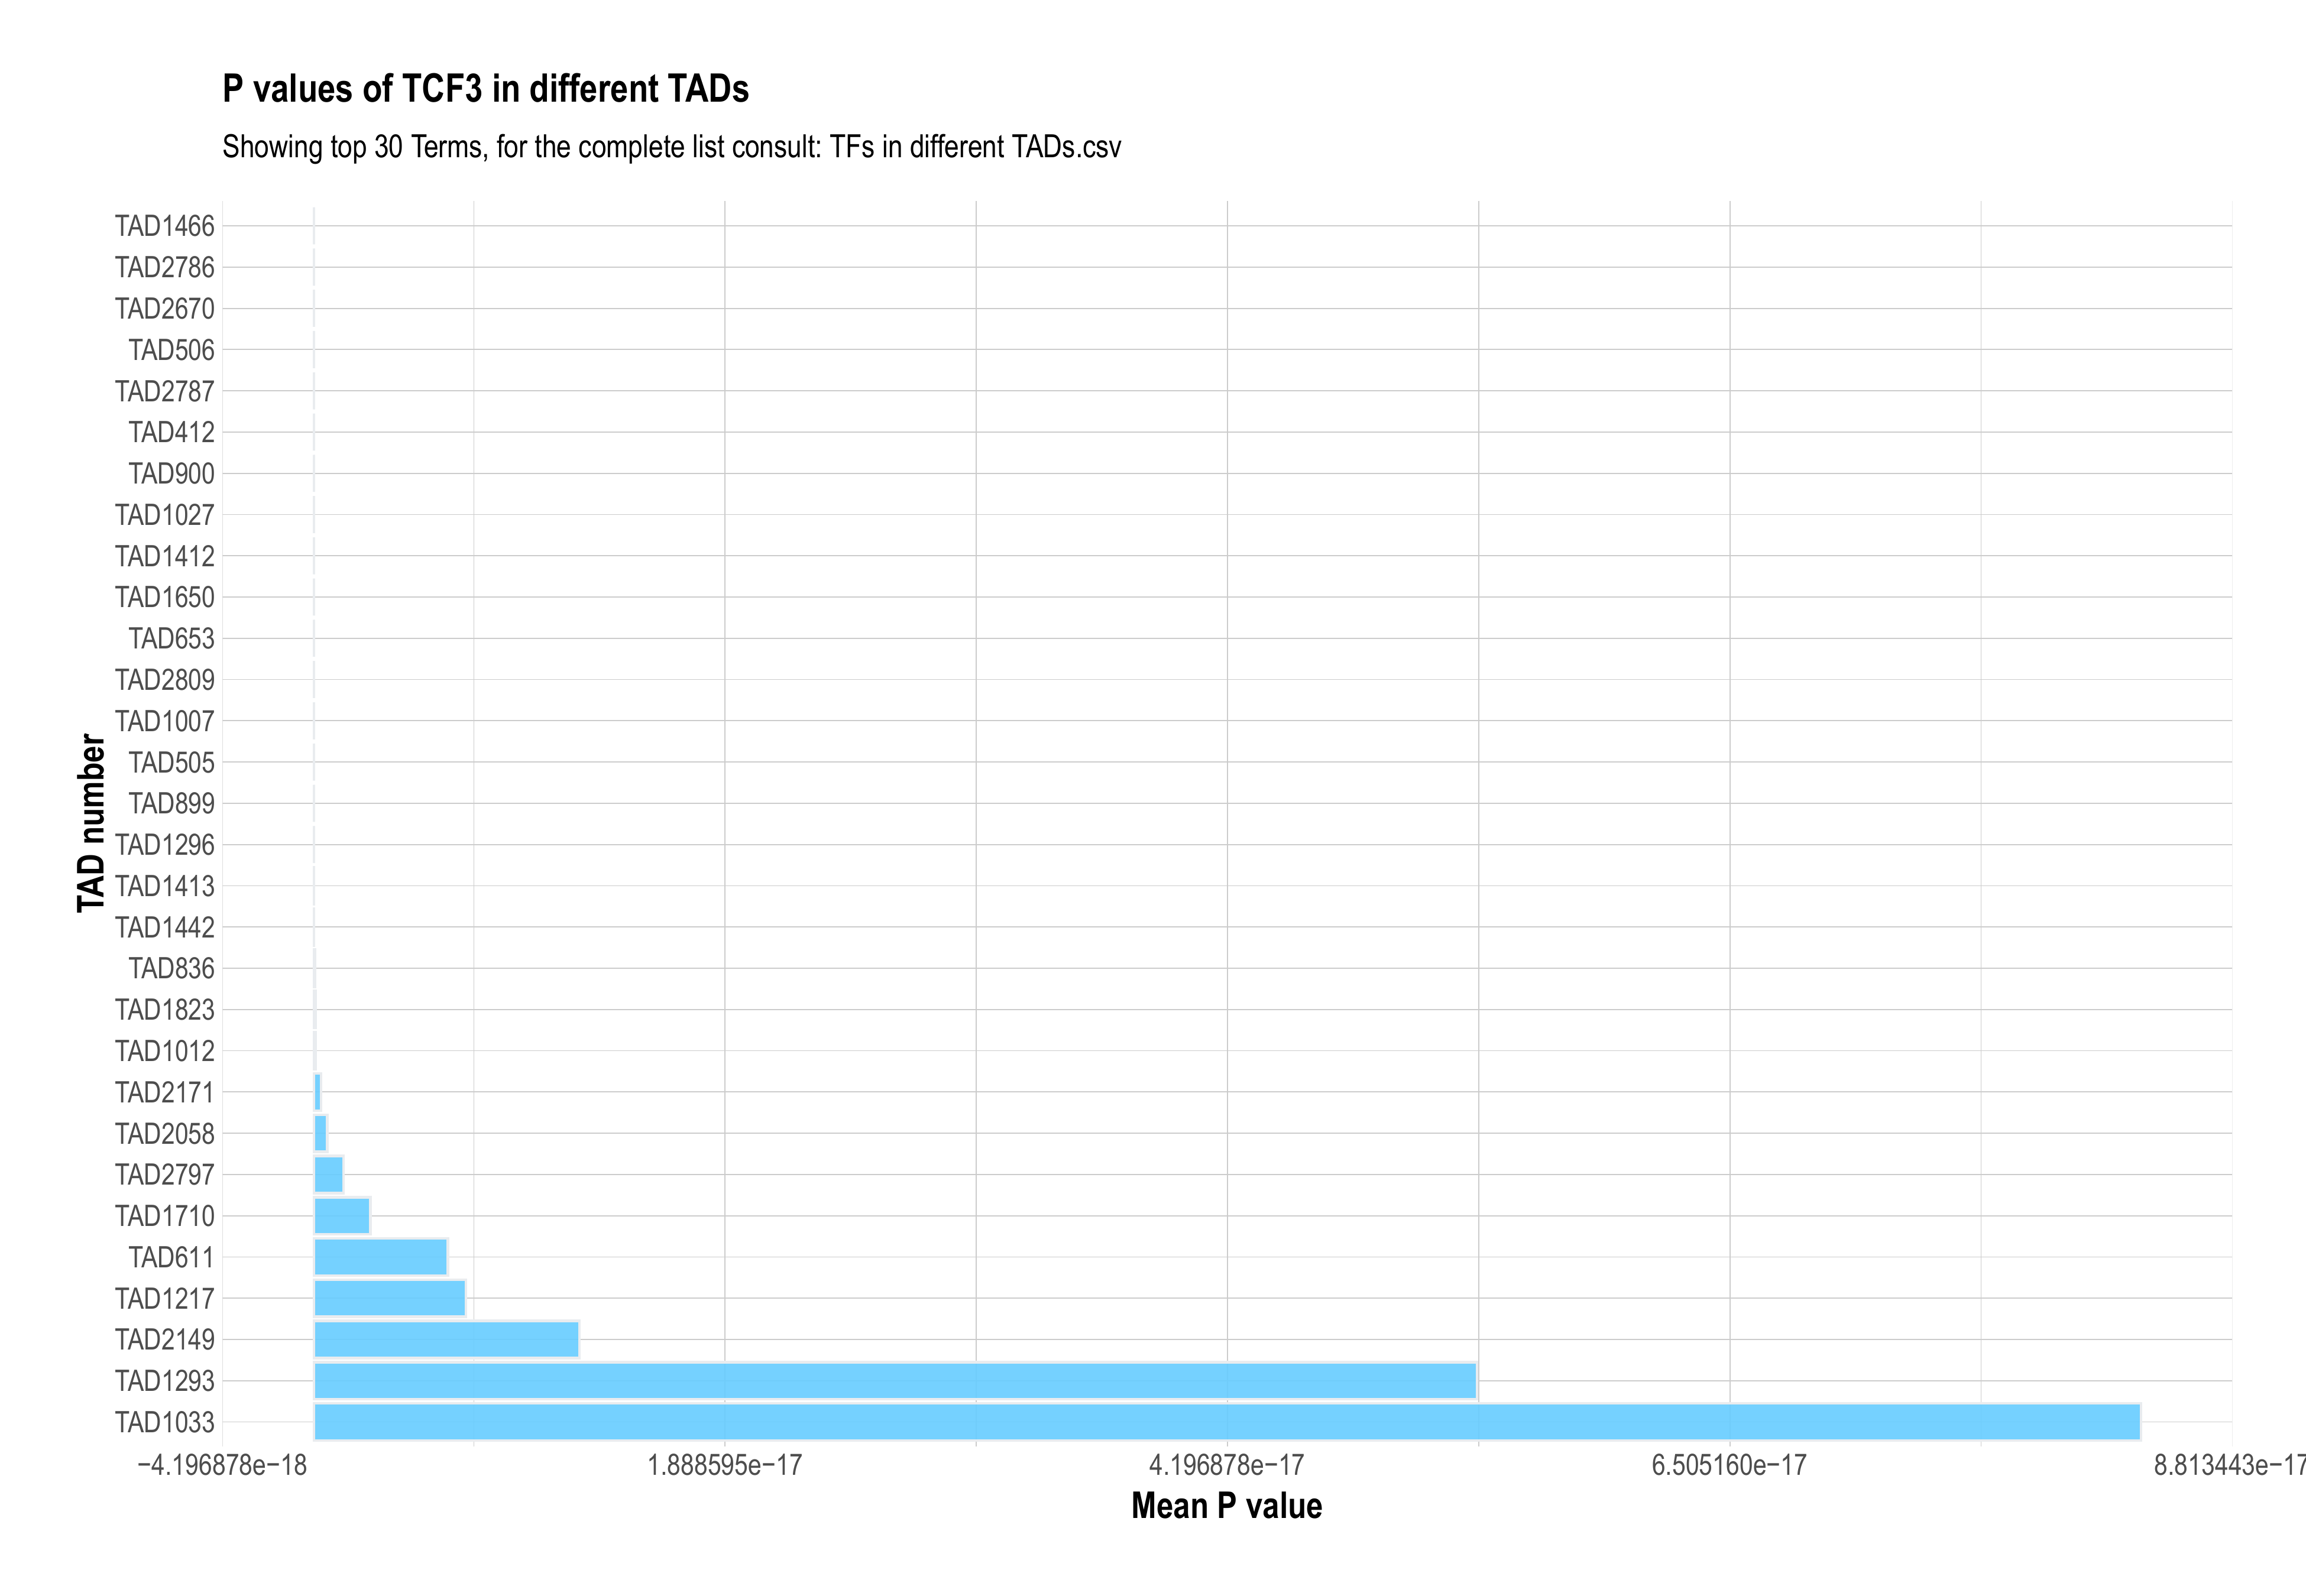 P values of TCF3 in different TADs
Showing top 30 Terms, for the complete list consult: TFs in different TADs.csv
TAD number
TAD1466
TAD2786
TAD2670
TAD506
TAD2787
TAD412
TAD900
TAD1027
TAD1412
TAD1650
TAD653
TAD2809
TAD1007
TAD505
TAD899
TAD1296
TAD1413
TAD1442
TAD836
TAD1823
TAD1012
TAD2171
TAD2058
TAD2797
TAD1710
TAD611
TAD1217
TAD2149
TAD1293
TAD1033
−4.196878e−18 1.888595e−17 4.196878e−17 6.505160e−17 8.813443e−17
Mean P value